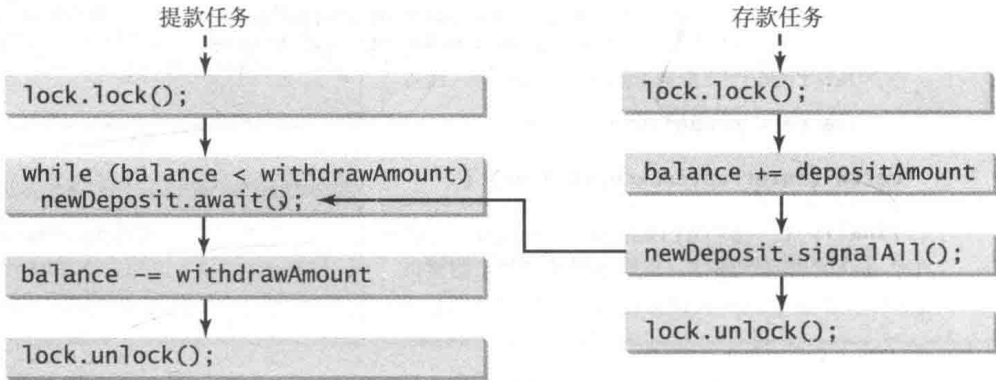 提款任务
lock.lock();
while (balance < withdrawAmount)
newDeposit.await();
balance -= withdrawAmount
lock.unlock();
存款任务
lock.lock();
balance += depositAmount
newDeposit.signalAll();
lock.unlock();